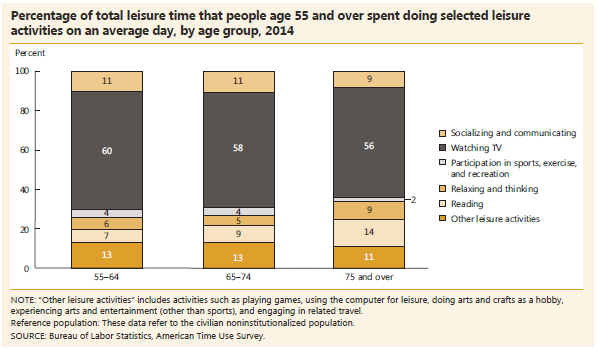 Percentage of total leisure time that people age 55 and over spent doing selected leisure
activities on an average day, by age group, 2014
Percent
100
80
60
40
20
0
11
60
4
6
7
13
11
58
4
5
9
13
9
56
2
9
14
11
55–64
65–74
75 and over
Socializing and communicating
Watching TV
Participation in sports, exercise,
and recreation
Relaxing and thinking
Reading
Other leisure activities
NOTE: "Other leisure activities" includes activities such as playing games, using the computer for leisure, doing arts and crafts as a hobby,
experiencing arts and entertainment (other than sports), and engaging in related travel.
Reference population: These data refer to the civilian noninstitutionalized population.
SOURCE: Bureau of Labor Statistics, American Time Use Survey.